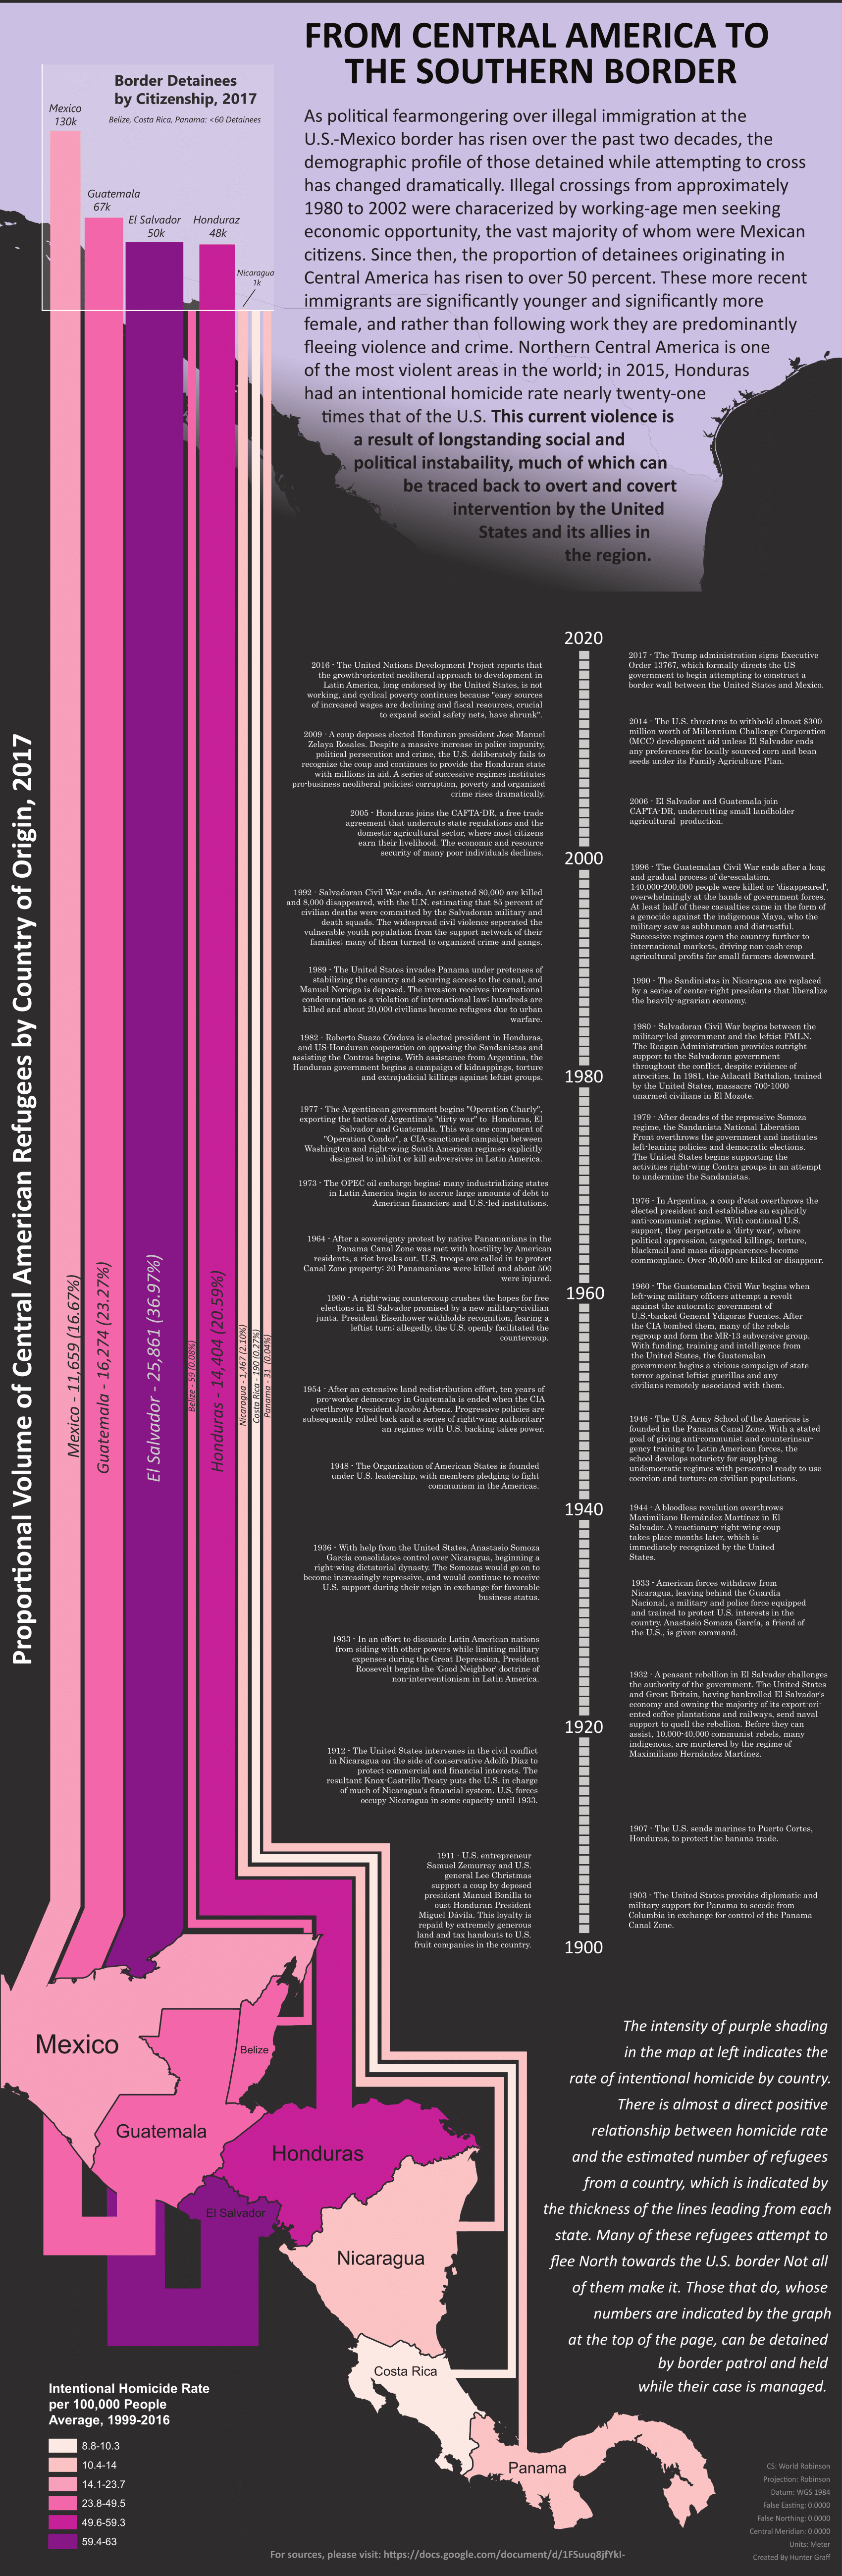 FROM CENTRAL AMERICA TO
THE SOUTHERN BORDER
Border Detainees
by Citizenship, 2017
Belize, Costa Rica, Panama: <60 Detainees
Mexico
130k
Guatemala
67k
El Salvador
50k
Honduraz
48k
Nicaragua
1k
As political fearmongering over illegal immigration at the
U.S.-Mexico border has risen over the past two decades, the
demographic profile of those detained while attempting to cross
has changed dramatically. Illegal crossings from approximately
1980 to 2002 were characerized by working-age men seeking
economic opportunity, the vast majority of whom were Mexican
citizens. Since then, the proportion of detainees originating in
Central America has risen to over 50 percent. These more recent
immigrants are significantly younger and significantly more
female, and rather than following work they are predominantly
fleeing violence and crime. Northern Central America is one
of the most violent areas in the world; in 2015, Honduras
had an intentional homicide rate nearly twenty-one
times that of the U.S. This current violence is
a result of longstanding social and
political instabaility, much of which can
be traced back to overt and covert
intervention by the United
States and its allies in
the region.
Proportional Volume of Central American Refugees by Country of Origin, 2017
Mexico - 11,659 (16.67%)
Guatemala - 16,274 (23.27%)
El Salvador - 25,861 (36.97%)
Belize - 59 (0.08%)
Honduras - 14,404 (20.59%)
Nicaragua - 1,467 (2.10%)
Costa Rica - 190 (0.27%)
Panama - 31 (0.04%)
2020
2016 - The United Nations Development Project reports that
the growth-oriented neoliberal approach to development in
Latin America, long endorsed by the United States, is not
working, and cyclical poverty continues because "easy sources
of increased wages are declining and fiscal resources, crucial
to expand social safety nets, have shrunk".
2009 - A coup deposes elected Honduran president Jose Manuel
Zelaya Rosales. Despite a massive increase in police impunity,
political persecution and crime, the U.S. deliberately fails to
recognize the coup and continues to provide the Honduran state
with millions in aid. A series of successive regimes institutes
pro-business neoliberal policies; corruption, poverty and organized
crime rises dramatically.
2005 - Honduras joins the CAFTA-DR, a free trade
agreement that undercuts state regulations and the
domestic agricultural sector, where most citizens
earn their livelihood. The economic and resource
security of many poor individuals declines.
2017 - The Trump administration signs Executive
Order 13767, which formally directs the US
government to begin attempting to construct a
border wall between the United States and Mexico.
2014 - The U.S. threatens to withhold almost $300
million worth of Millennium Challenge Corporation
(MCC) development aid unless El Salvador ends
any preferences for locally sourced corn and bean
seeds under its Family Agriculture Plan.
2006 - El Salvador and Guatemala join
CAFTA-DR, undercutting small landholder
agricultural production.
2000
1992 - Salvadoran Civil War ends. An estimated 80,000 are killed
and 8,000 disappeared, with the U.N. estimating that 85 percent of
civilian deaths were committed by the Salvadoran military and
death squads. The widespread civil violence seperated the
vulnerable youth population from the support network of their
families; many of them turned to organized crime and gangs.
1989 - The United States invades Panama under pretenses of
stabilizing the country and securing access to the canal, and
Manuel Noriega is deposed. The invasion receives international
condemnation as a violation of international law; hundreds are
killed and about 20,000 civilians become refugees due to urban
warfare.
1982 - Roberto Suazo Córdova is elected president in Honduras,
and US-Honduran cooperation on opposing the Sandanistas and
assisting the Contras begins. With assistance from Argentina, the
Honduran government begins a campaign of kidnappings, torture
and extrajudicial killings against leftist groups.
1996 - The Guatemalan Civil War ends after a long
and gradual process of de-escalation.
140,000-200,000 people were killed or 'disappeared',
overwhelmingly at the hands of government forces.
At least half of these casualties came in the form of
a genocide against the indigenous Maya, who the
military saw as subhuman and distrustful.
Successive regimes open the country further to
international markets, driving non-cash-crop
agricultural profits for small farmers downward.
1990 - The Sandinistas in Nicaragua are replaced
by a series of center-right presidents that liberalize
the heavily-agrarian economy.
1980 - Salvadoran Civil War begins between the
military-led government and the leftist FMLN.
The Reagan Administration provides outright
support to the Salvadoran government
throughout the conflict, despite evidence of
atrocities. In 1981, the Atlacatl Battalion, trained
by the United States, massacre 700-1000
unarmed civilians in El Mozote.
1980
1977 - The Argentinean government begins "Operation Charly",
exporting the tactics of Argentina's "dirty war" to Honduras, El
Salvador and Guatemala. This was one component of
"Operation Condor", a CIA-sanctioned campaign between
Washington and right-wing South American regimes explicitly
designed to inhibit or kill subversives in Latin America.
1973 - The OPEC oil embargo begins; many industrializing states
in Latin America begin to accrue large amounts of debt to
American financiers and U.S.-led institutions.
1964 - After a sovereignty protest by native Panamanians in the
Panama Canal Zone was met with hostility by American
residents, a riot breaks out. U.S. troops are called in to protect
Canal Zone property; 20 Panamanians were killed and about 500
were injured.
1979 - After decades of the repressive Somoza
regime, the Sandanista National Liberation
Front overthrows the government and institutes
left-leaning policies and democratic elections.
The United States begins supporting the
activities right-wing Contra groups in an attempt
to undermine the Sandanistas.
1976 - In Argentina, a coup d'etat overthrows the
elected president and establishes an explicitly
anti-communist regime. With continual U.S.
support, they perpetrate a 'dirty war', where
political oppression, targeted killings, torture,
blackmail and mass disappearences become
commonplace. Over 30,000 are killed or disappear.
1960
1960 - A right-wing countercoup crushes the hopes for free
elections in El Salvador promised by a new military-civilian
junta. President Eisenhower withholds recognition, fearing a
leftist turn; allegedly, the U.S. openly facilitated the
countercoup.
1954 - After an extensive land redistribution effort, ten years of
pro-worker democracy in Guatemala is ended when the CIA
overthrows President Jacobo Árbenz. Progressive policies are
subsequently rolled back and a series of right-wing authoritari-
an regimes with U.S. backing takes power.
1948 - The Organization of American States is founded
under U.S. leadership, with members pledging to fight
communism in the Americas.
1960 - The Guatemalan Civil War begins when
left-wing military officers attempt a revolt
against the autocratic government of
U.S.-backed General Ydigoras Fuentes. After
the CIA bombed them, many of the rebels
regroup and form the MR-13 subversive group.
With funding, training and intelligence from
the United States, the Guatemalan
government begins a vicious campaign of state
terror against leftist guerillas and any
civilians remotely associated with them.
1946 - The U.S. Army School of the Americas is
founded in the Panama Canal Zone. With a stated
goal of giving anti-communist and counterinsur-
gency training to Latin American forces, the
school develops notoriety for supplying
undemocratic regimes with personnel ready to use
coercion and torture on civilian populations.
1940
1936 - With help from the United States, Anastasio Somoza
García consolidates control over Nicaragua, beginning a
right-wing dictatorial dynasty. The Somozas would go on to
become increasingly repressive, and would continue to receive
U.S. support during their reign in exchange for favorable
business status.
1933 - In an effort to dissuade Latin American nations
from siding with other powers while limiting military
expenses during the Great Depression, President
Roosevelt begins the 'Good Neighbor' doctrine of
non-interventionism in Latin America.
1944 - A bloodless revolution overthrows
Maximiliano Hernández Martínez in El
Salvador. A reactionary right-wing coup
takes place months later, which is
immediately recognized by the United
States.
1933 - American forces withdraw from
Nicaragua, leaving behind the Guardia
Nacional, a military and police force equipped
and trained to protect U.S. interests in the
country. Anastasio Somoza García, a friend of
the U.S., is given command.
1932 - A peasant rebellion in El Salvador challenges
the authority of the government. The United States
and Great Britain, having bankrolled El Salvador's
economy and owning the majority of its export-ori-
ented coffee plantations and railways, send naval
support to quell the rebellion. Before they can
assist, 10,000-40,000 communist rebels, many
indigenous, are murdered by the regime of
Maximiliano Hernández Martínez.
1920
1912 - The United States intervenes in the civil conflict
in Nicaragua on the side of conservative Adolfo Díaz to
protect commercial and financial interests. The
resultant Knox-Castrillo Treaty puts the U.S. in charge
of much of Nicaragua's financial system. U.S. forces
occupy Nicaragua in some capacity until 1933.
1911 - U.S. entrepreneur
Samuel Zemurray and U.S.
general Lee Christmas
support a coup by deposed
president Manuel Bonilla to
oust Honduran President
Miguel Dávila. This loyalty is
repaid by extremely generous
land and tax handouts to U.S.
fruit companies in the country.
1907 - The U.S. sends marines to Puerto Cortes,
Honduras, to protect the banana trade.
1903 - The United States provides diplomatic and
military support for Panama to secede from
Columbia in exchange for control of the Panama
Canal Zone.
1900
Mexico
Belize
Guatemala
Honduras
El Salvador
Nicaragua
Costa Rica
Panama
The intensity of purple shading
in the map at left indicates the
rate of intentional homicide by country.
There is almost a direct positive
relationship between homicide rate
and the estimated number of refugees
from a country, which is indicated by
the thickness of the lines leading from each
state. Many of these refugees attempt to
flee North towards the U.S. border Not all
of them make it. Those that do, whose
numbers are indicated by the graph
at the top of the page, can be detained
by border patrol and held
while their case is managed.
Intentional Homicide Rate
per 100,000 People
Average, 1999-2016
8.8-10.3
10.4-14
14.1-23.7
23.8-49.5
49.6-59.3
59.4-63
CS: World Robinson
Projection: Robinson
Datum: WGS 1984
False Easting: 0.0000
False Northing: 0.0000
Central Meridian: 0.0000
Units: Meter
Created By Hunter Graff
For sources, please visit: https://docs.google.com/document/d/1FSuuq8jfYkI-